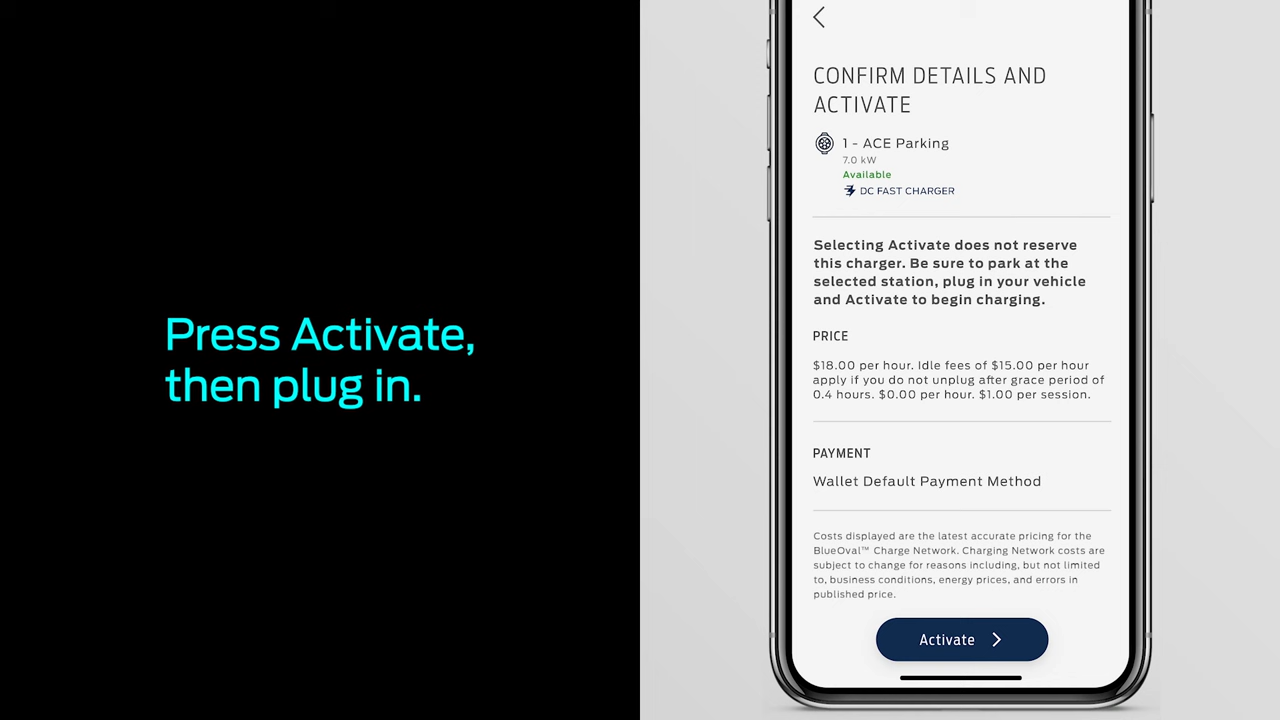 Press Activate,
then plug in.
CONFIRM DETAILS AND
ACTIVATE
1 - ACE Parking
7.0 kW
Available
DC FAST CHARGER
Selecting Activate does not reserve
this charger. Be sure to park at the
selected station, plug in your vehicle
and Activate to begin charging.
PRICE
$18.00 per hour. Idle fees of $15.00 per hour
apply if you do not unplug after grace period of
0.4 hours. $0.00 per hour. $1.00 per session.
PAYMENT
Wallet Default Payment Method
Costs displayed are the latest accurate pricing for the
BlueOval™ Charge Network. Charging Network costs are
subject to change for reasons including, but not limited
to, business conditions, energy prices, and errors in
published price.
Activate